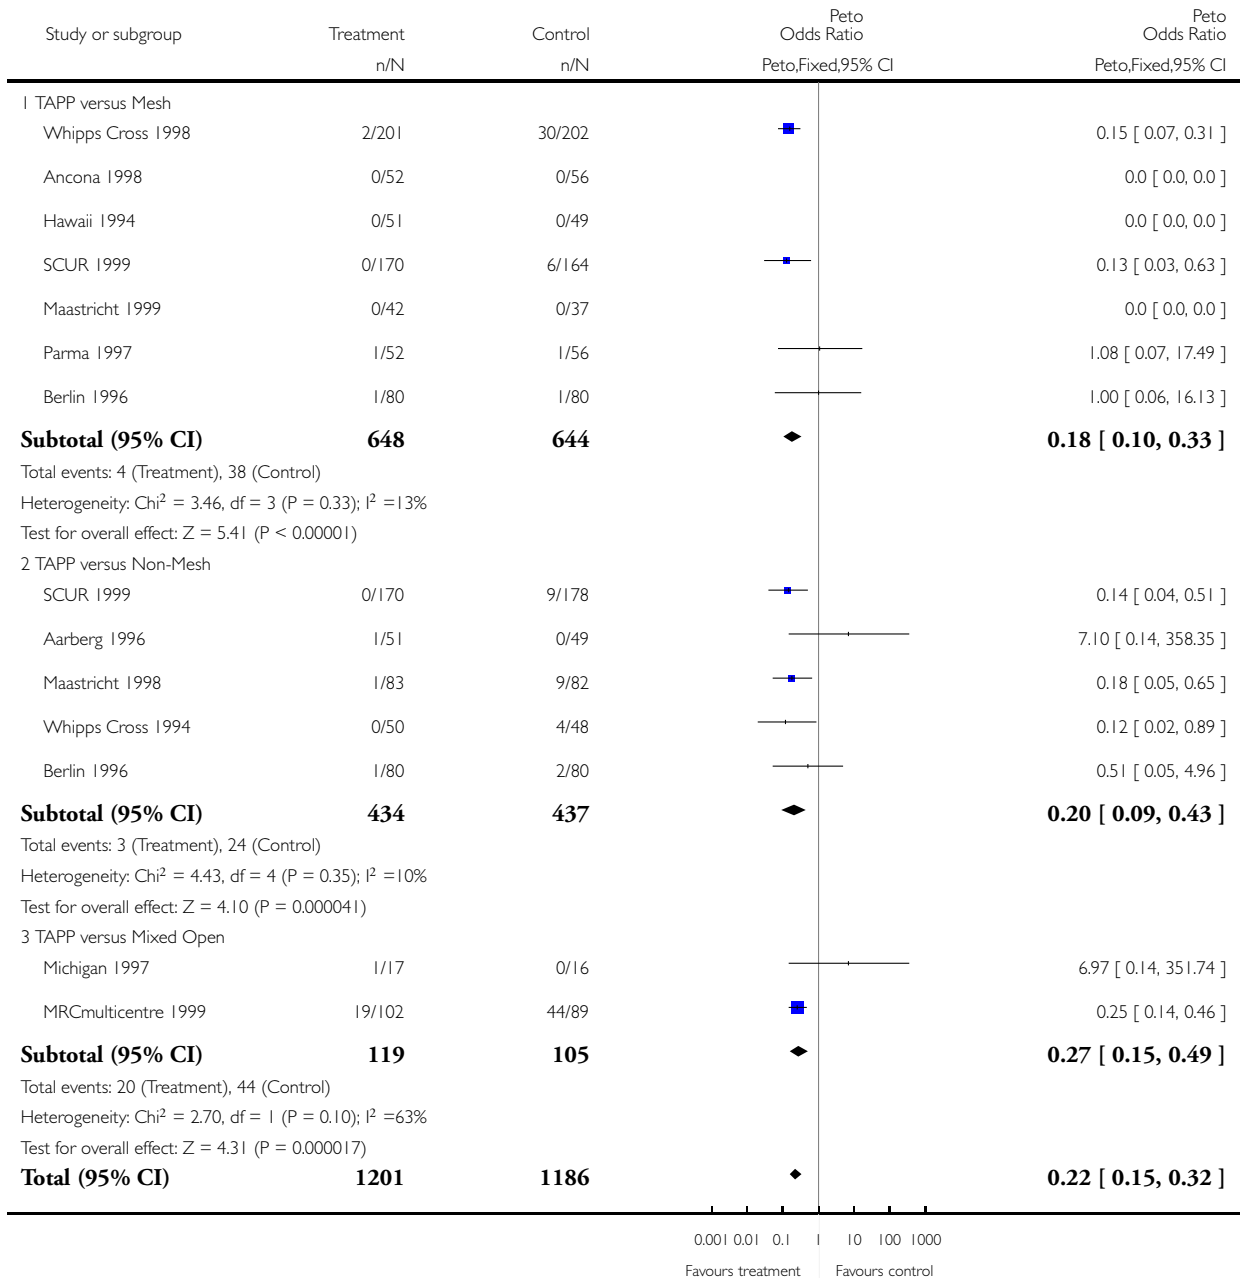 Study or subgroup Treatment Control Peto Odds Ratio Peto Odds Ratio
n/N n/N Peto,Fixed,95% CI Peto,Fixed,95% CI
1 TAPP versus Mesh
Whipps Cross 1998 2/201 30/202 0.15 [ 0.07, 0.31 ]
Ancona 1998 0/52 0/56 0.0 [ 0.0, 0.0 ]
Hawaii 1994 0/51 0/49 0.0 [ 0.0, 0.0 ]
SCUR 1999 0/170 6/164 0.13 [ 0.03, 0.63 ]
Maastricht 1999 0/42 0/37 0.0 [ 0.0, 0.0 ]
Parma 1997 1/52 1/56 1.08 [ 0.07, 17.49 ]
Berlin 1996 1/80 1/80 1.00 [ 0.06, 16.13 ]
Subtotal (95% CI) 648 644 0.18 [ 0.10, 0.33 ]
Total events: 4 (Treatment), 38 (Control)
Heterogeneity: Chi² = 3.46, df = 3 (P = 0.33); I² =13%
Test for overall effect: Z = 5.41 (P < 0.00001)
2 TAPP versus Non-Mesh
SCUR 1999 0/170 9/178 0.14 [ 0.04, 0.51 ]
Aarberg 1996 1/51 0/49 7.10 [ 0.14, 358.35 ]
Maastricht 1998 1/83 9/82 0.18 [ 0.05, 0.65 ]
Whipps Cross 1994 0/50 4/48 0.12 [ 0.02, 0.89 ]
Berlin 1996 1/80 2/80 0.51 [ 0.05, 4.96 ]
Subtotal (95% CI) 434 437 0.20 [ 0.09, 0.43 ]
Total events: 3 (Treatment), 24 (Control)
Heterogeneity: Chi² = 4.43, df = 4 (P = 0.35); I² =10%
Test for overall effect: Z = 4.10 (P = 0.000041)
3 TAPP versus Mixed Open
Michigan 1997 1/17 0/16 6.97 [ 0.14, 351.74 ]
MRCmulticentre 1999 19/102 44/89 0.25 [ 0.14, 0.46 ]
Subtotal (95% CI) 119 105 0.27 [ 0.15, 0.49 ]
Total events: 20 (Treatment), 44 (Control)
Heterogeneity: Chi² = 2.70, df = 1 (P = 0.10); I² =63%
Test for overall effect: Z = 4.31 (P = 0.000017)
Total (95% CI) 1201 1186 0.22 [ 0.15, 0.32 ]
0.001 0.01 0.1 1 10 100 1000
Favours treatment Favours control